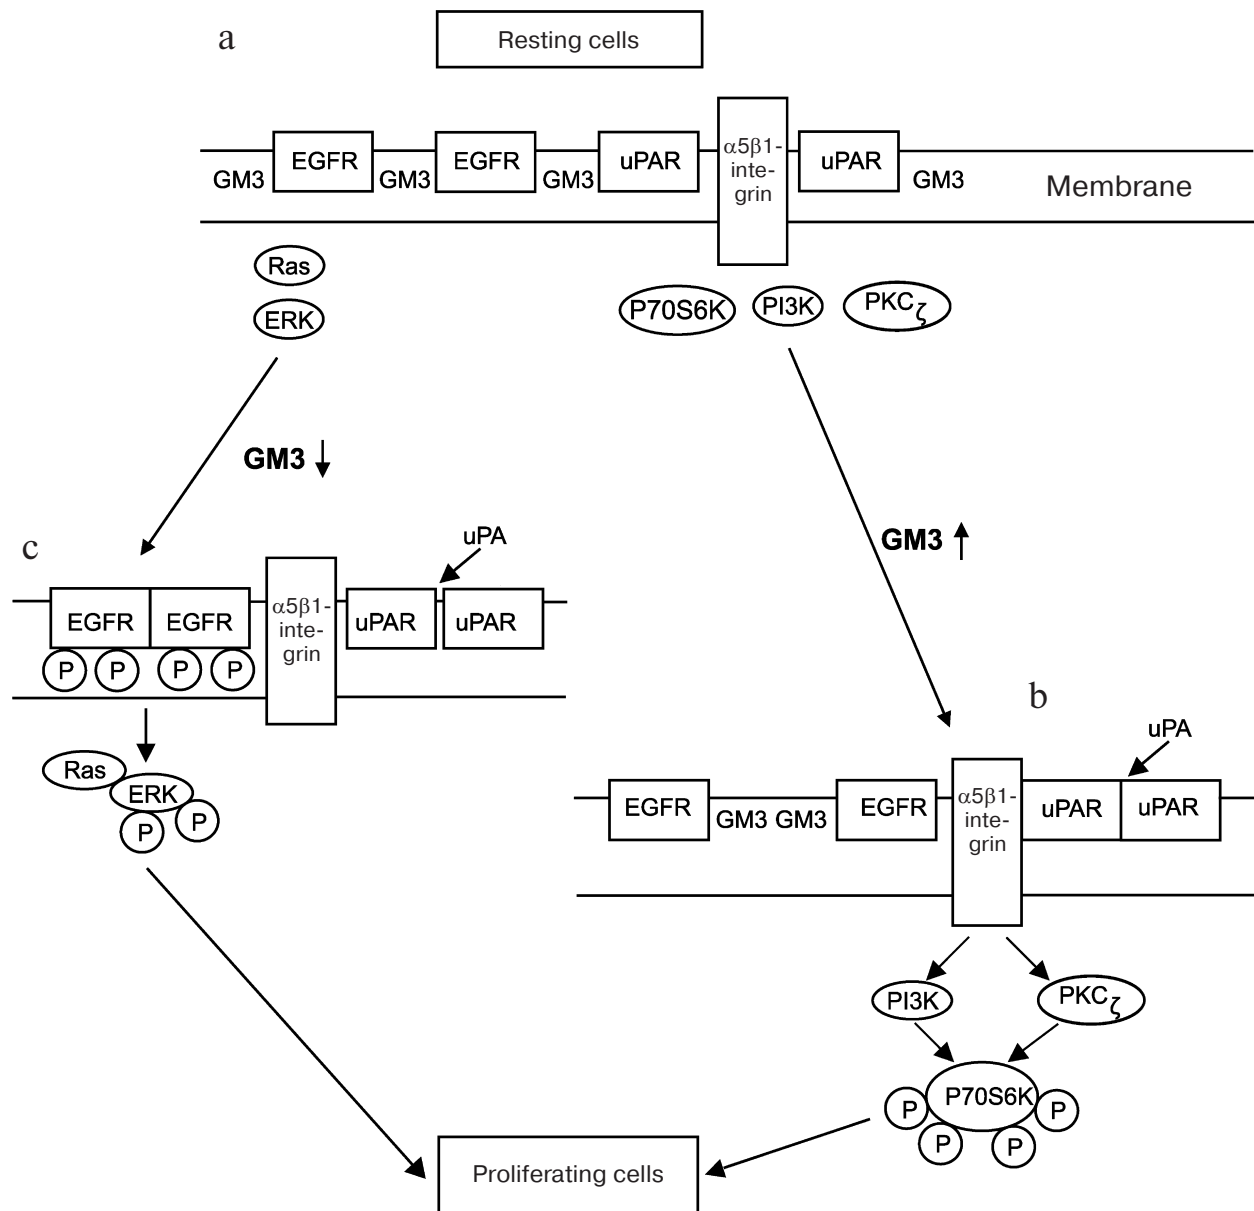 a
Resting cells
EGFR
EGFR
uPAR
α5β1-
inte-
grin
uPAR
GM3
GM3
GM3
GM3
Membrane
Ras
ERK
P70S6K
PI3K
PKCζ
GM3 ↓
GM3 ↑
c
uPA
EGFR
EGFR
α5β1-
inte-
grin
uPAR
uPAR
P
P
P
P
Ras
ERK
P
P
b
uPA
EGFR
GM3 GM3
EGFR
α5β1-
inte-
grin
uPAR
uPAR
PI3K
PKCζ
P70S6K
P
P
P
P
Proliferating cells